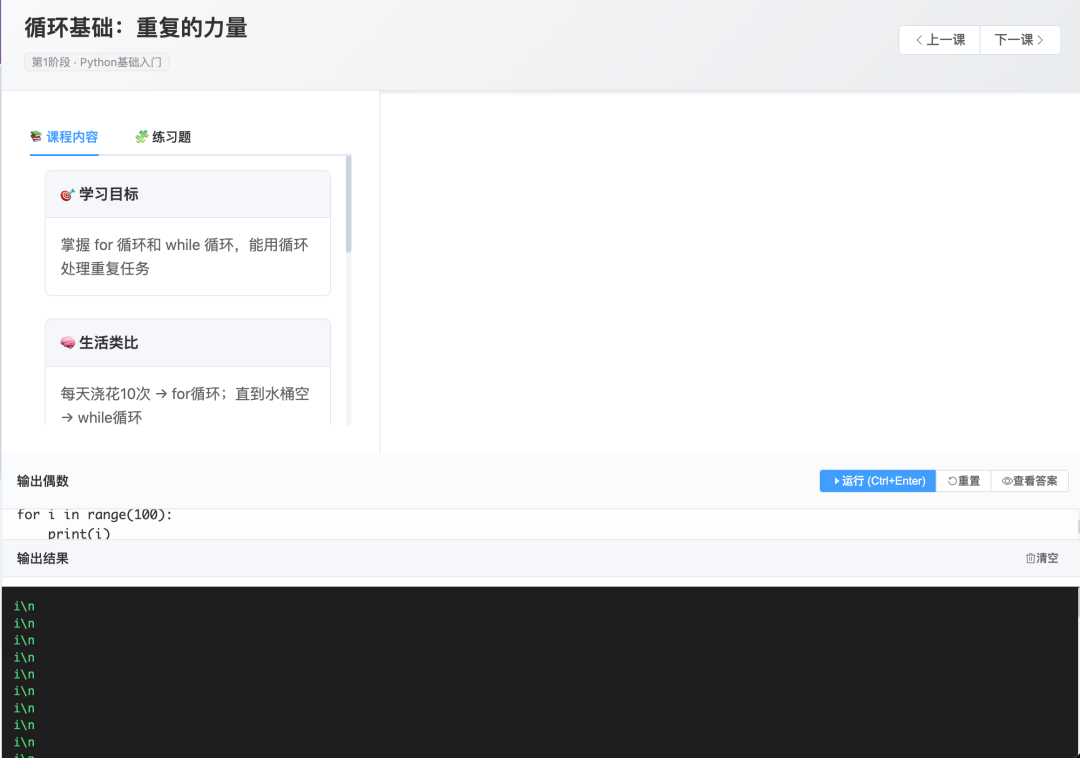 循环基础：重复的力量
第1阶段 · Python基础入门
上一课
下一课
课程内容
练习题
学习目标
掌握 for 循环和 while 循环，能用循环
处理重复任务
生活类比
每天浇花10次 → for循环；直到水桶空
→ while循环
输出偶数
运行 (Ctrl+Enter)
重置
查看答案
for i in range(100):
    print(i)
输出结果
清空
i\n
i\n
i\n
i\n
i\n
i\n
i\n
i\n
i\n
i\n